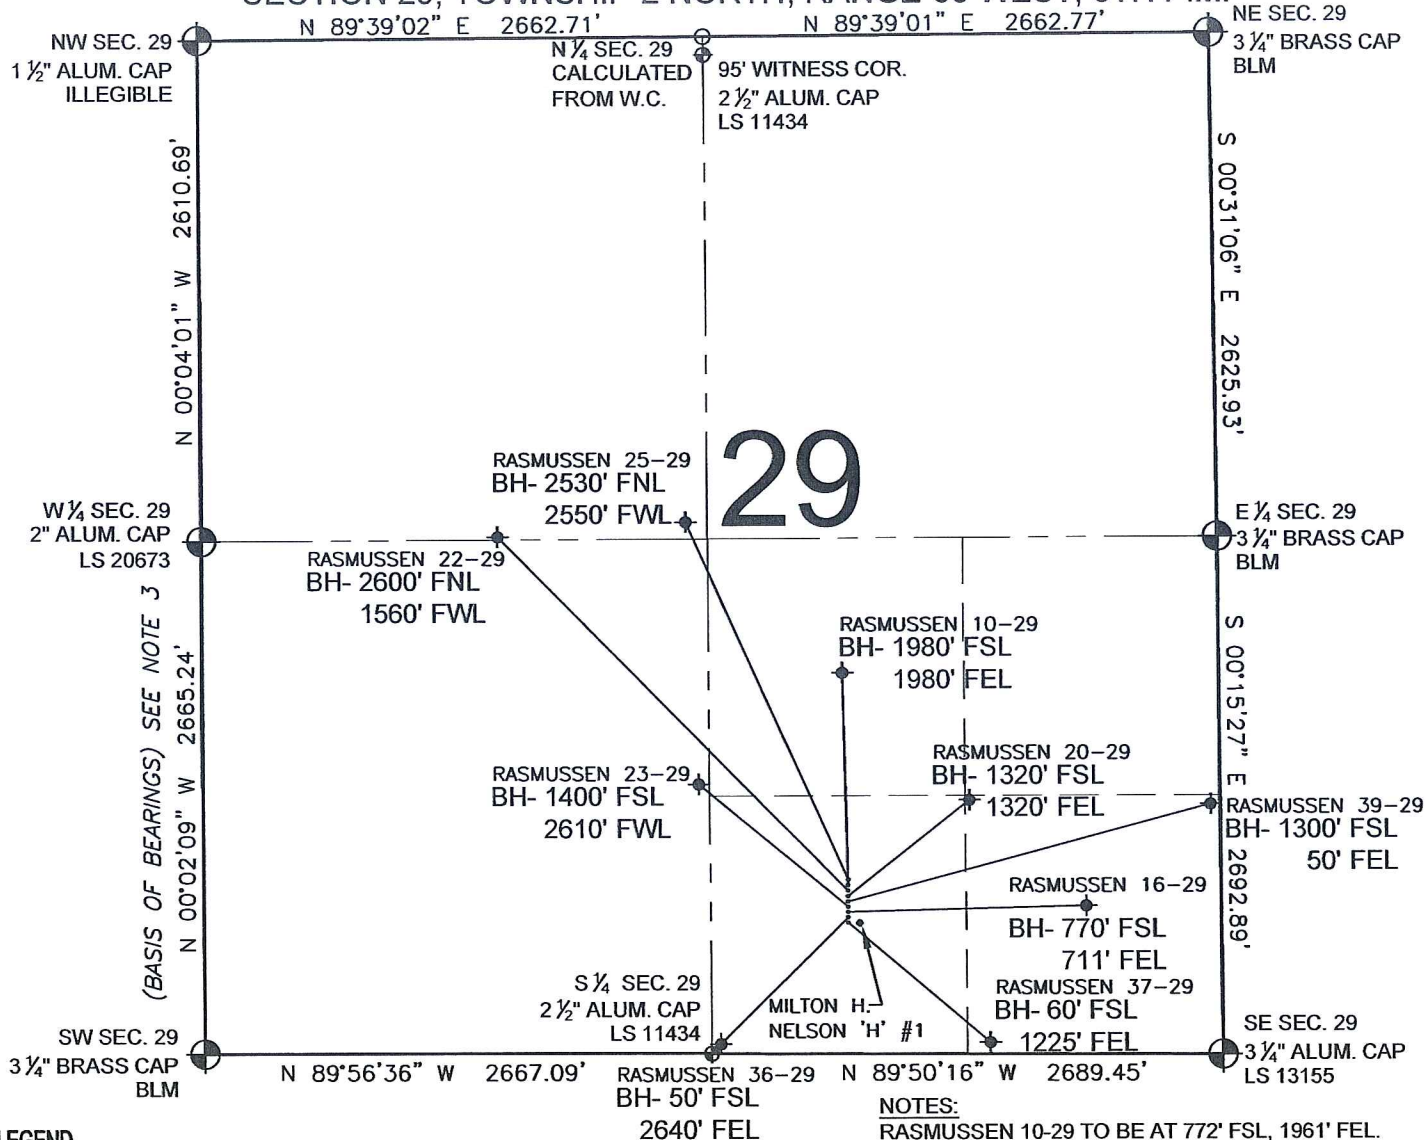 N 89°39'02" E 2662.71'
N 89°39'01" E 2662.77'
NW SEC. 29
1 ½" ALUM. CAP
ILLEGIBLE
N ¼ SEC. 29
CALCULATED
FROM W.C.
95' WITNESS COR.
2 ½" ALUM. CAP
LS 11434
NE SEC. 29
3 ¼" BRASS CAP
BLM
N 00°04'01" W 2610.69'
S 00°31'06" E 2625.93'
29
RASMUSSEN 25-29
BH- 2530' FNL
2550' FWL
W ¼ SEC. 29
2" ALUM. CAP
LS 20673
E ¼ SEC. 29
3 ¼" BRASS CAP
BLM
RASMUSSEN 22-29
BH- 2600' FNL
1560' FWL
RASMUSSEN 10-29
BH- 1980' FSL
1980' FEL
(BASIS OF BEARINGS) SEE NOTE 3
N 00°02'09" W 2665.24'
S 00°15'27" E 2692.89'
RASMUSSEN 23-29
BH- 1400' FSL
2610' FWL
RASMUSSEN 20-29
BH- 1320' FSL
1320' FEL
RASMUSSEN 39-29
BH- 1300' FSL
50' FEL
RASMUSSEN 16-29
BH- 770' FSL
711' FEL
S ¼ SEC. 29
2 ½" ALUM. CAP
LS 11434
MILTON H.
NELSON 'H' #1
RASMUSSEN 37-29
BH- 60' FSL
1225' FEL
SW SEC. 29
3 ¼" BRASS CAP
BLM
SE SEC. 29
3 ¼" ALUM. CAP
LS 13155
N 89°56'36" W 2667.09'
N 89°50'16" W 2689.45'
RASMUSSEN 36-29
BH- 50' FSL
2640' FEL
LEGEND
NOTES:
RASMUSSEN 10-29 TO BE AT 772' FSL, 1961' FEL.